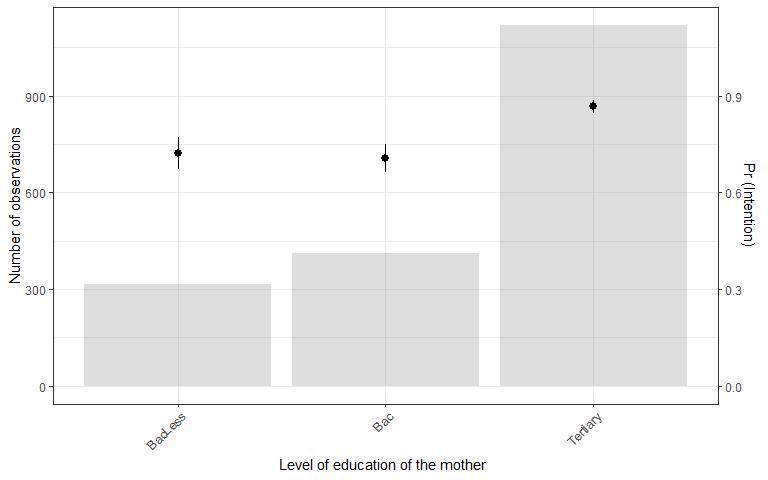 Number of observations
900
600
300
0
0.9
0.6
0.3
0.0
Pr (Intention)
BacLess
Bac
Tertiary
Level of education of the mother